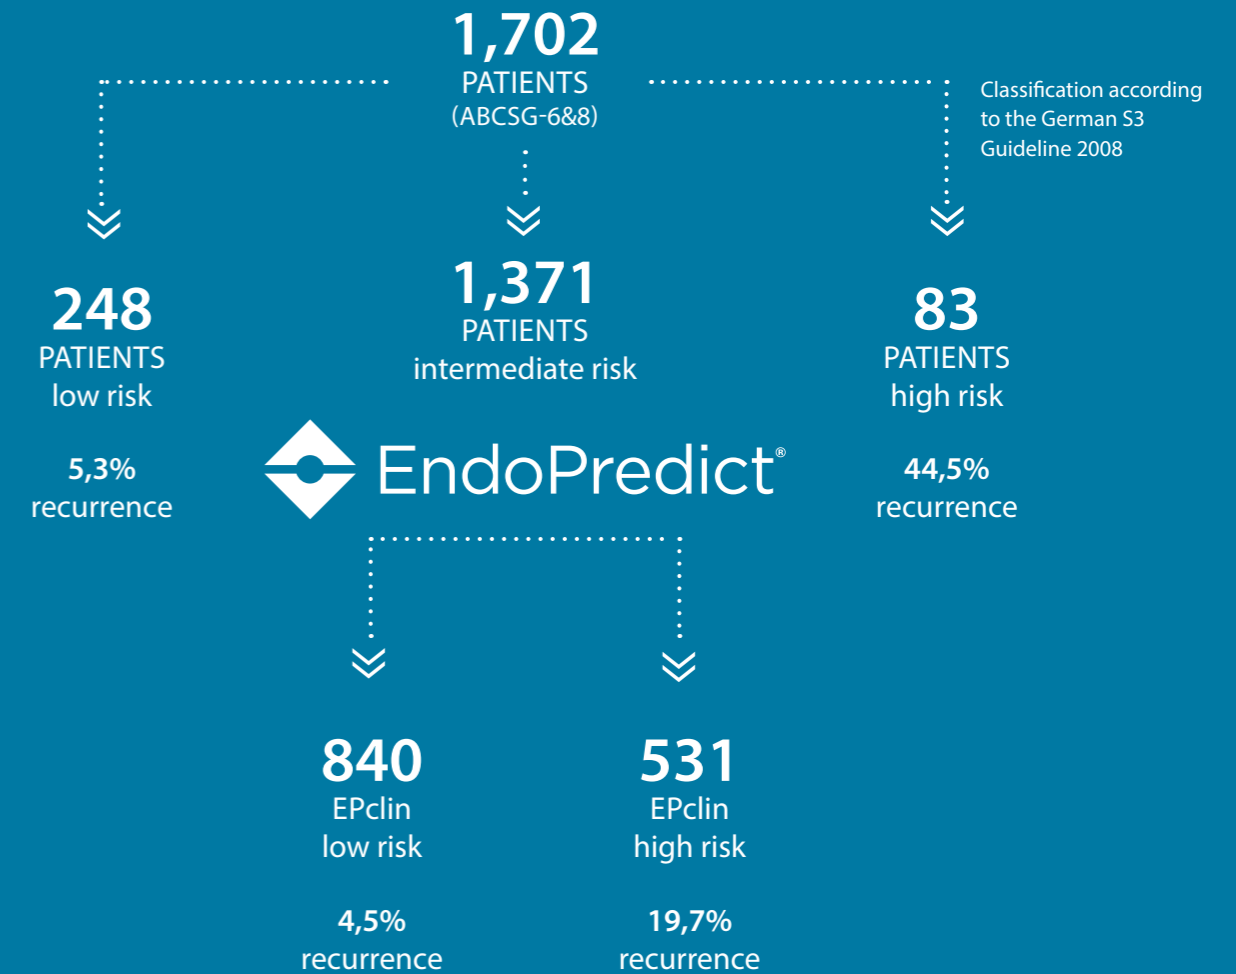 1,702
PATIENTS
(ABCSG-6&8)
Classification according
to the German S3
Guideline 2008
248
PATIENTS
low risk
5,3%
recurrence
1,371
PATIENTS
intermediate risk
83
PATIENTS
high risk
44,5%
recurrence
EndoPredict®
840
EPclin
low risk
4,5%
recurrence
531
EPclin
high risk
19,7%
recurrence